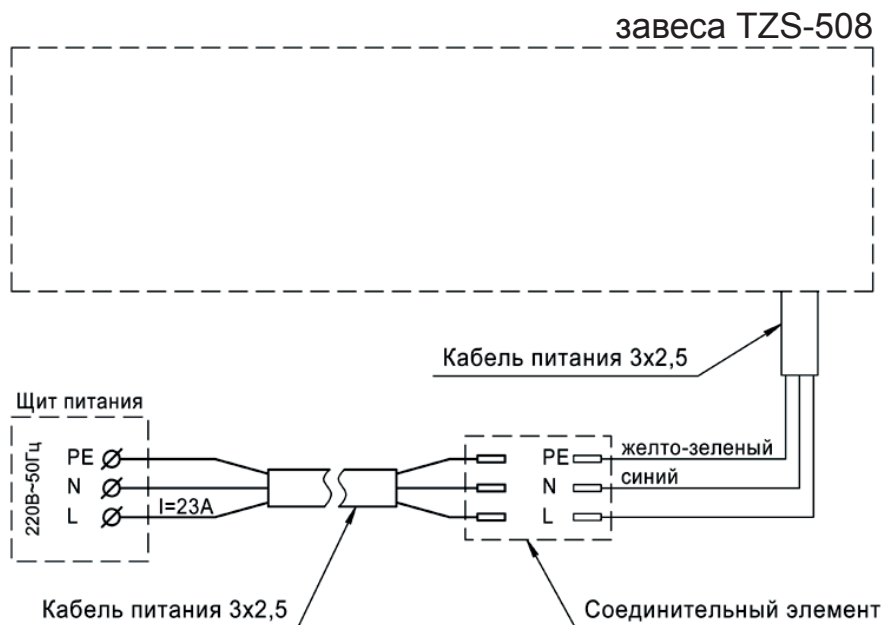 завеса TZS-508
Кабель питания 3х2,5
Щит питания
220В~50Гц
PE
N
L
I=23А
PE
N
L
желто-зеленый
синий
Кабель питания 3х2,5
Соединительный элемент